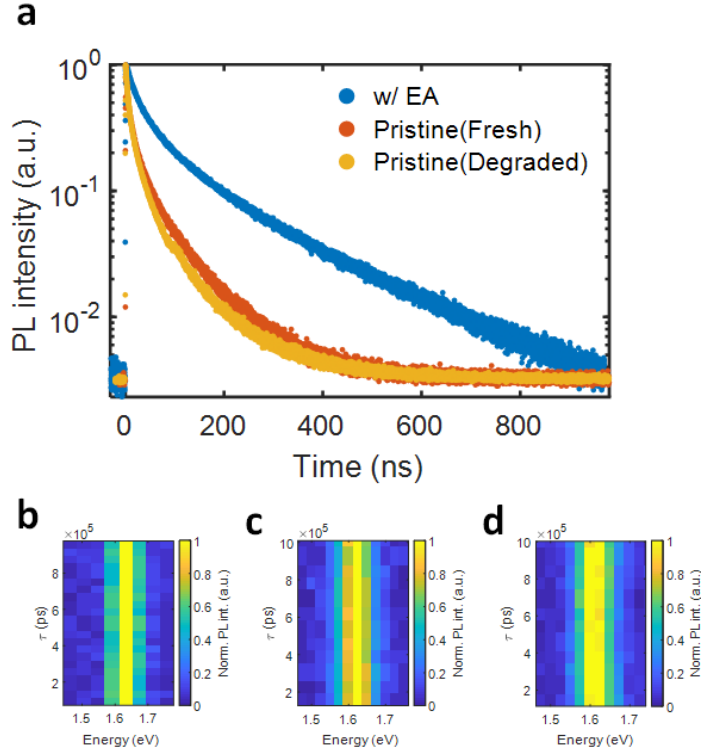 a
10^0
10^-1
10^-2
PL intensity (a.u.)
w/ EA
Pristine(Fresh)
Pristine(Degraded)
0 200 400 600 800
Time (ns)
b
×10^5
8
6
4
2
τ (ps)
1.5 1.6 1.7
Energy (eV)
1
0.8
0.6
0.4
0.2
0
Norm. PL int. (a.u.)
c
×10^5
8
6
4
2
τ (ps)
1.5 1.6 1.7
Energy (eV)
1
0.8
0.6
0.4
0.2
0
Norm. PL int. (a.u.)
d
×10^5
10
8
6
4
2
τ (ps)
1.5 1.6 1.7
Energy (eV)
1
0.8
0.6
0.4
0.2
0
Norm. PL int. (a.u.)